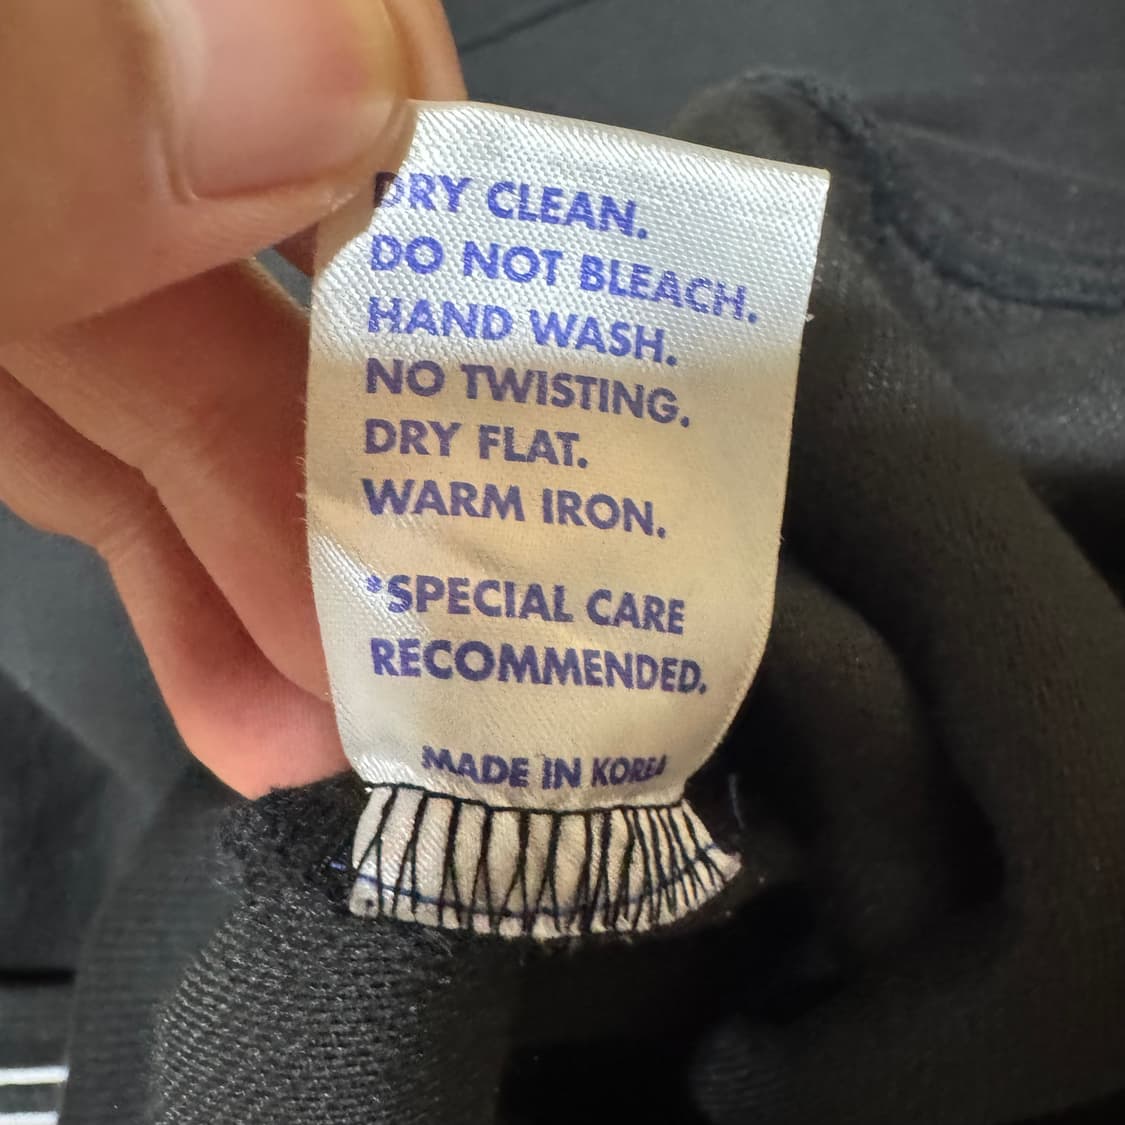 DRY CLEAN.
DO NOT BLEACH.
HAND WASH.
NO TWISTING.
DRY FLAT.
WARM IRON.
*SPECIAL CARE
RECOMMENDED.
MADE IN KOREA